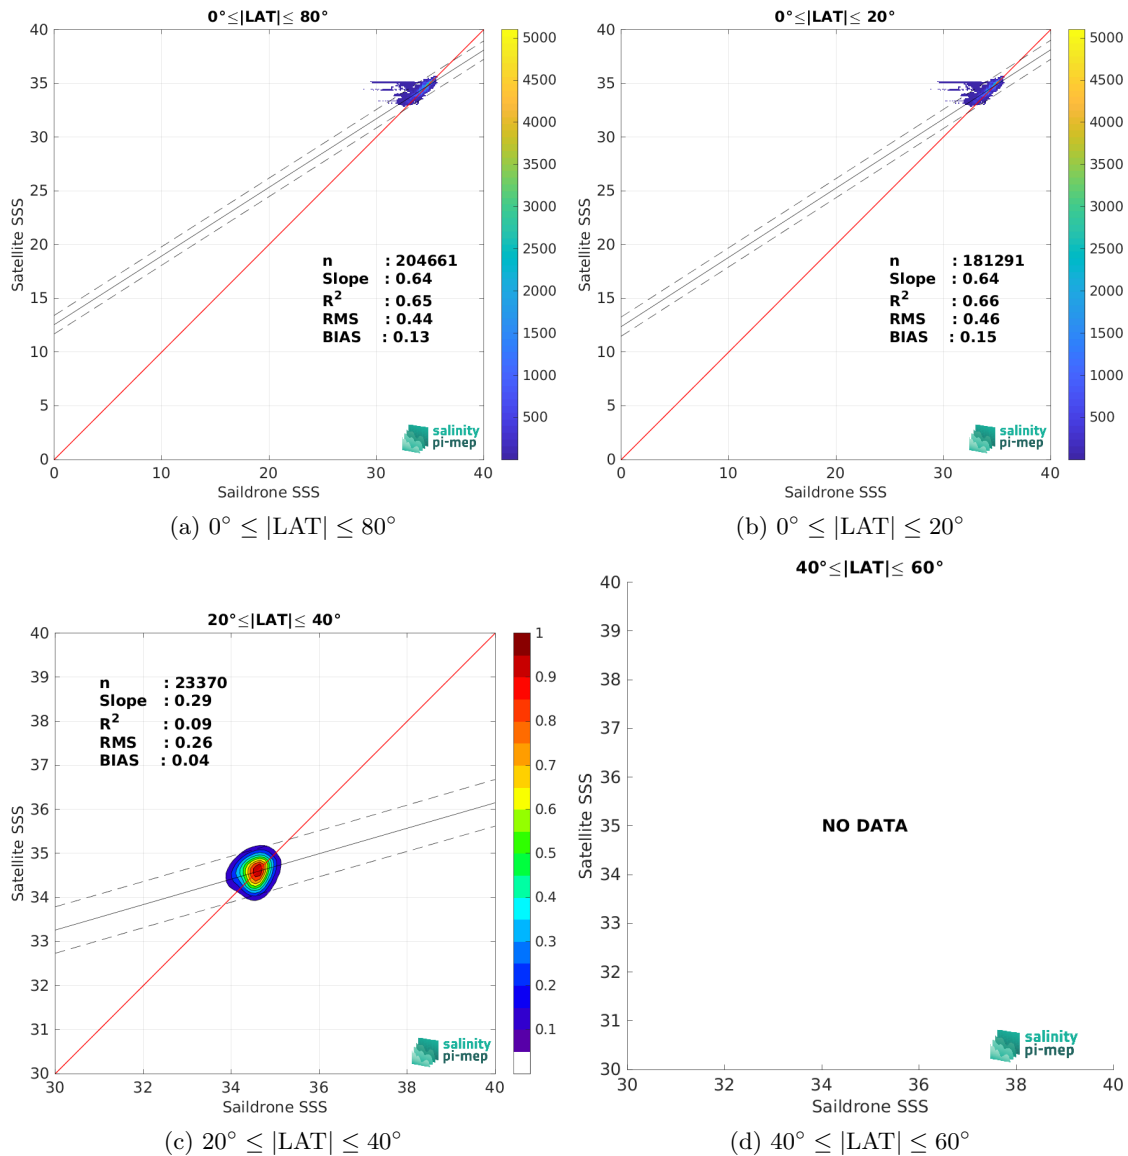 0°≤|LAT|≤ 80°
40
35
30
25
20
15
10
5
0
Satellite SSS
n : 204661
Slope : 0.64
R² : 0.65
RMS : 0.44
BIAS : 0.13
salinity
pi-mep
0 10 20 30 40
Saildrone SSS
5000
4500
4000
3500
3000
2500
2000
1500
1000
500
(a) 0° ≤ |LAT| ≤ 80°
0°≤|LAT|≤ 20°
40
35
30
25
20
15
10
5
0
Satellite SSS
n : 181291
Slope : 0.64
R² : 0.66
RMS : 0.46
BIAS : 0.15
salinity
pi-mep
0 10 20 30 40
Saildrone SSS
5000
4500
4000
3500
3000
2500
2000
1500
1000
500
(b) 0° ≤ |LAT| ≤ 20°
20°≤|LAT|≤ 40°
40
39
38
37
36
35
34
33
32
31
30
Satellite SSS
n : 23370
Slope : 0.29
R² : 0.09
RMS : 0.26
BIAS : 0.04
salinity
pi-mep
30 32 34 36 38 40
Saildrone SSS
1
0.9
0.8
0.7
0.6
0.5
0.4
0.3
0.2
0.1
(c) 20° ≤ |LAT| ≤ 40°
40°≤|LAT|≤ 60°
40
39
38
37
36
35
34
33
32
31
30
Satellite SSS
NO DATA
salinity
pi-mep
30 32 34 36 38 40
Saildrone SSS
(d) 40° ≤ |LAT| ≤ 60°